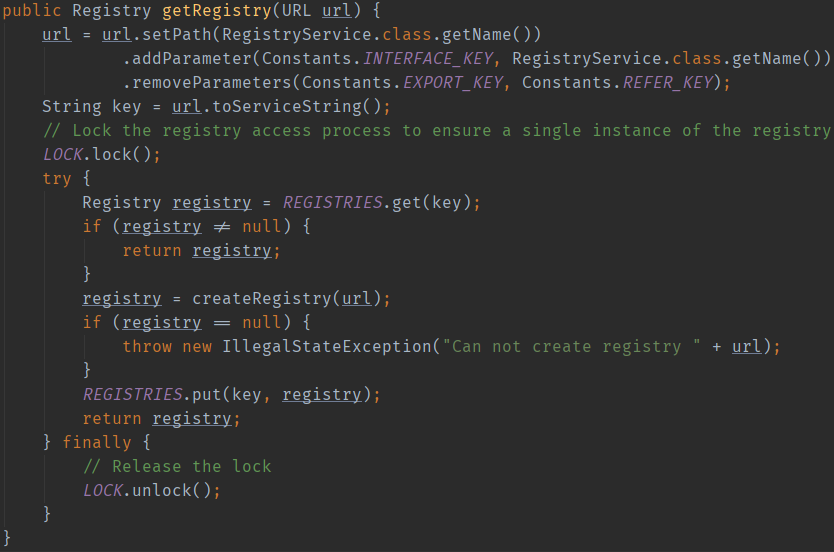 public Registry getRegistry(URL url) {
    url = url.setPath(RegistryService.class.getName())
            .addParameter(Constants.INTERFACE_KEY, RegistryService.class.getName())
            .removeParameters(Constants.EXPORT_KEY, Constants.REFER_KEY);
    String key = url.toServiceString();
    // Lock the registry access process to ensure a single instance of the registry
    LOCK.lock();
    try {
        Registry registry = REGISTRIES.get(key);
        if (registry ≠ null) {
            return registry;
        }
        registry = createRegistry(url);
        if (registry == null) {
            throw new IllegalStateException("Can not create registry " + url);
        }
        REGISTRIES.put(key, registry);
        return registry;
    } finally {
        // Release the lock
        LOCK.unlock();
    }
}